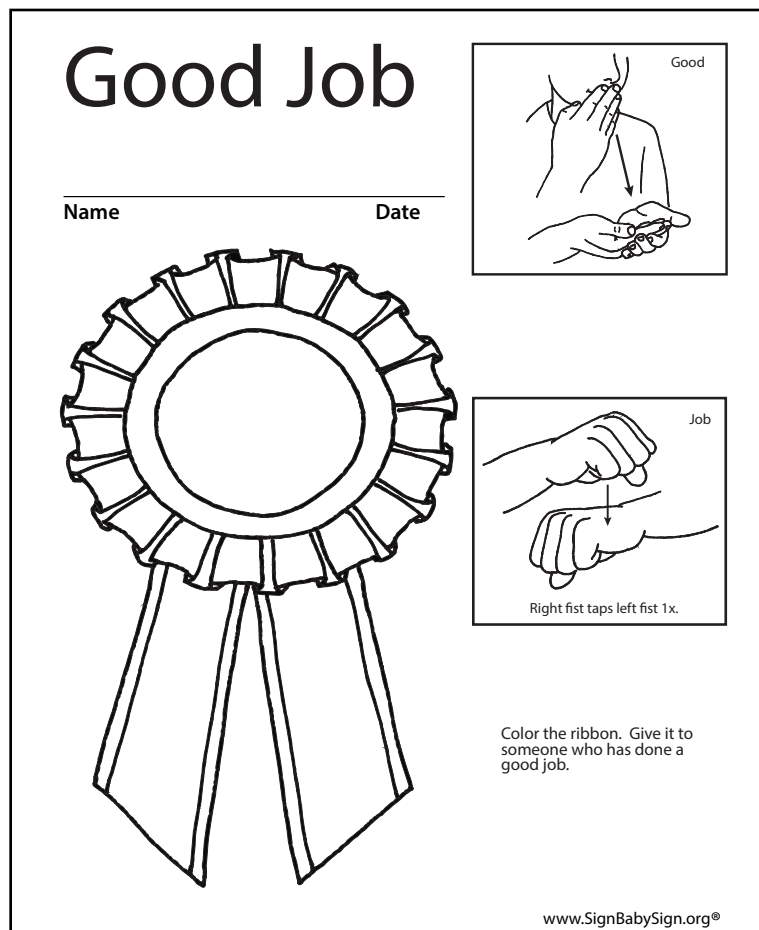 Good Job
Name Date
Good
Job
Right fist taps left fist 1x.
Color the ribbon.  Give it to
someone who has done a
good job.
www.SignBabySign.org®